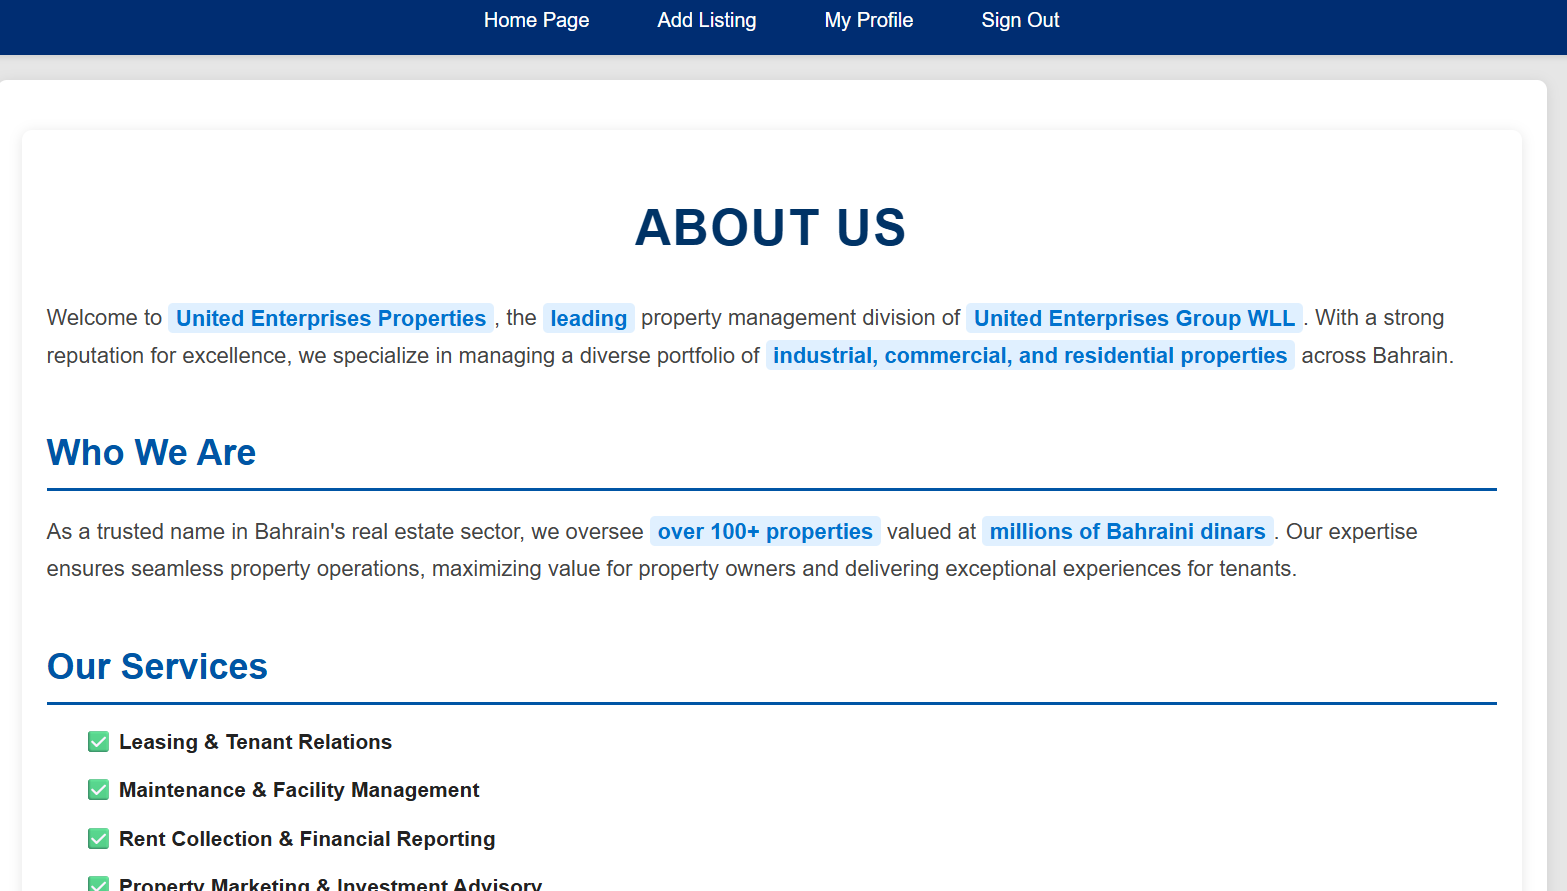 Home Page Add Listing My Profile Sign Out
ABOUT US
Welcome to United Enterprises Properties, the leading property management division of United Enterprises Group WLL. With a strong
reputation for excellence, we specialize in managing a diverse portfolio of industrial, commercial, and residential properties across Bahrain.
Who We Are
As a trusted name in Bahrain's real estate sector, we oversee over 100+ properties valued at millions of Bahraini dinars. Our expertise
ensures seamless property operations, maximizing value for property owners and delivering exceptional experiences for tenants.
Our Services
Leasing & Tenant Relations
Maintenance & Facility Management
Rent Collection & Financial Reporting
Property Marketing & Investment Advisory